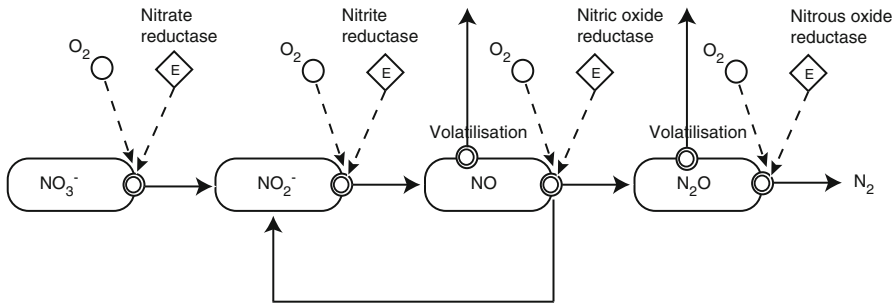 Nitrate
reductase
O₂
E
Nitrite
reductase
O₂
E
Nitric oxide
reductase
O₂
E
Nitrous oxide
reductase
O₂
E
Volatilisation
Volatilisation
NO₃⁻
NO₂⁻
NO
N₂O
N₂